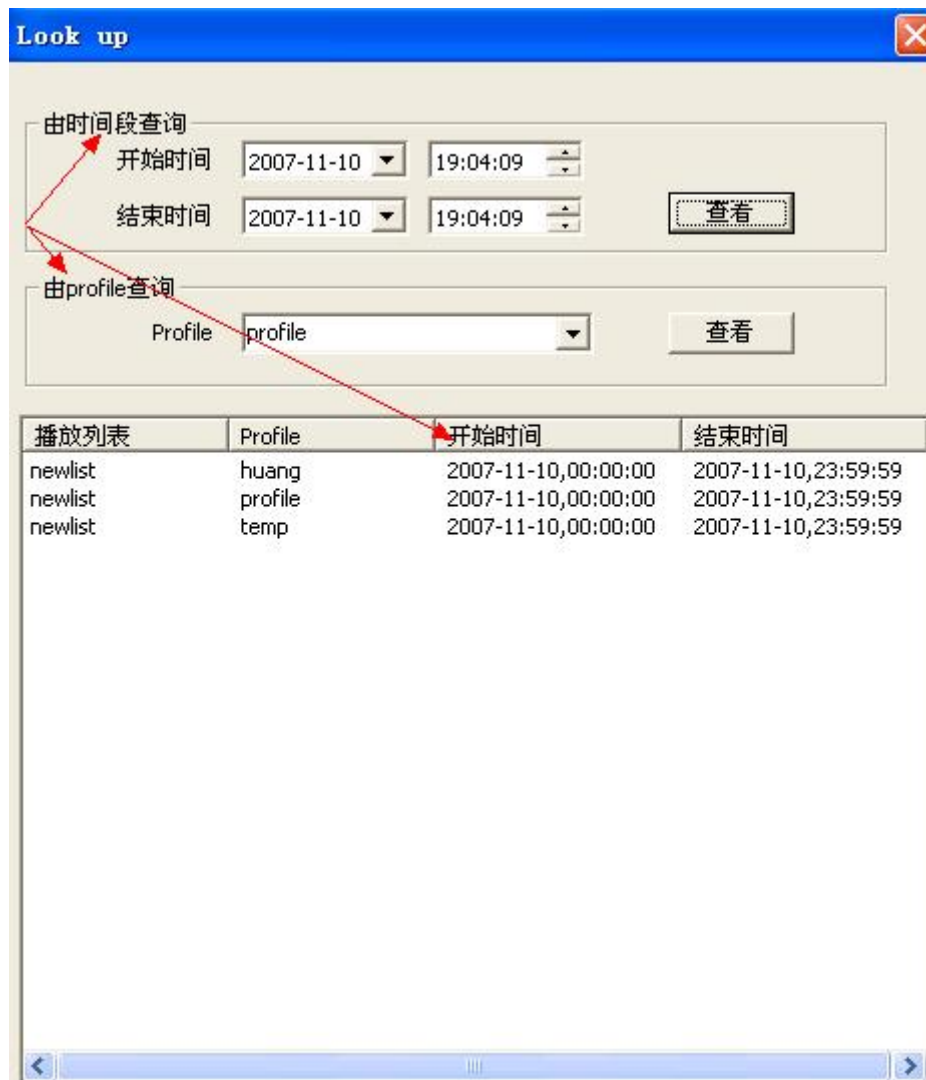 Look up
由时间段查询
开始时间 2007-11-10 19:04:09
结束时间 2007-11-10 19:04:09 查看
由profile查询
Profile profile 查看
播放列表 Profile 开始时间 结束时间
newlist huang 2007-11-10,00:00:00 2007-11-10,23:59:59
newlist profile 2007-11-10,00:00:00 2007-11-10,23:59:59
newlist temp 2007-11-10,00:00:00 2007-11-10,23:59:59